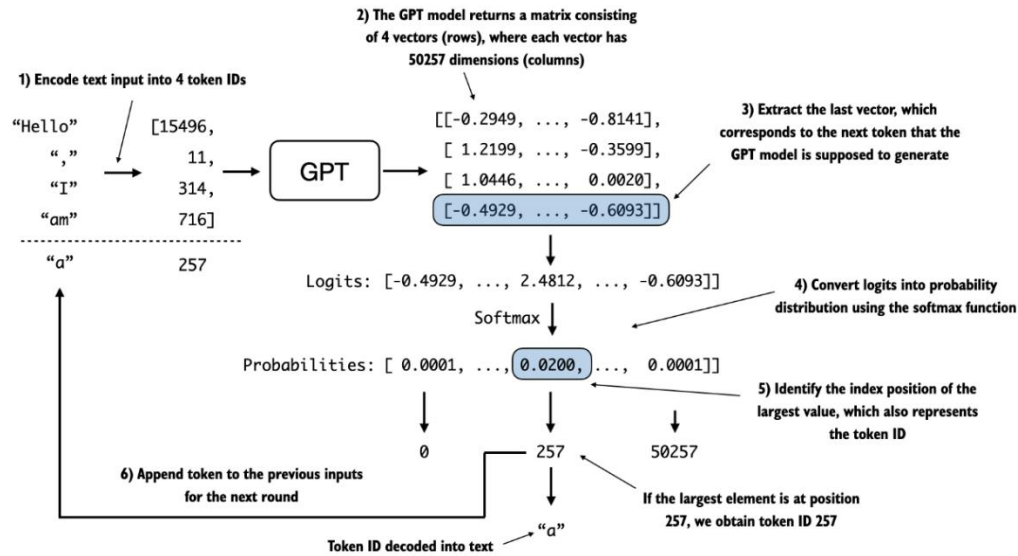 2) The GPT model returns a matrix consisting
of 4 vectors (rows), where each vector has
50257 dimensions (columns)
1) Encode text input into 4 token IDs
“Hello” [15496,
“,” 11,
“I” 314,
“am” 716]
“a” 257
GPT
[[-0.2949, ..., -0.8141],
[ 1.2199, ..., -0.3599],
[ 1.0446, ..., 0.0020],
[-0.4929, ..., -0.6093]]
3) Extract the last vector, which
corresponds to the next token that the
GPT model is supposed to generate
Logits: [-0.4929, ..., 2.4812, ..., -0.6093]]
4) Convert logits into probability
distribution using the softmax function
Softmax
Probabilities: [ 0.0001, ..., 0.0200, ..., 0.0001]]
5) Identify the index position of the
largest value, which also represents
the token ID
0 257 50257
6) Append token to the previous inputs
for the next round
If the largest element is at position
257, we obtain token ID 257
“a”
Token ID decoded into text